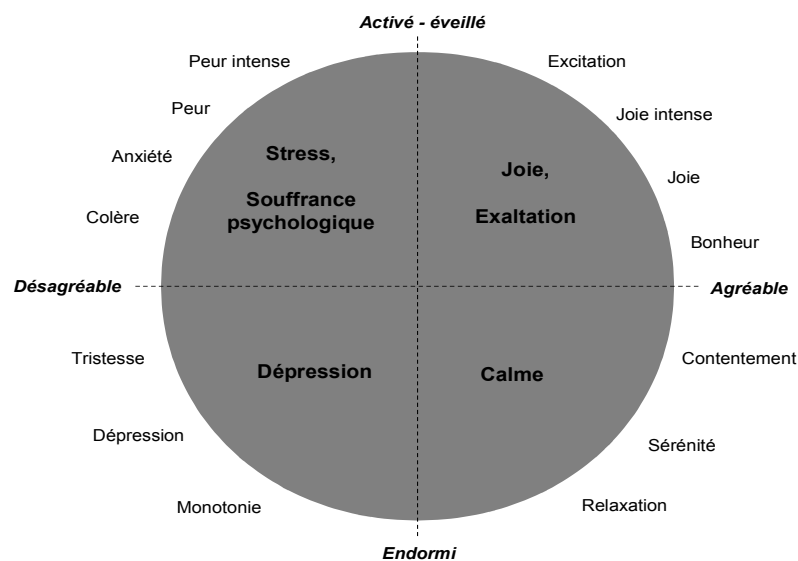 Activé - éveillé
Peur intense
Excitation
Peur
Joie intense
Anxiété
Stress,
Souffrance
psychologique
Joie,
Exaltation
Joie
Colère
Bonheur
Désagréable
Agréable
Tristesse
Dépression
Calme
Contentement
Dépression
Sérénité
Monotonie
Relaxation
Endormi